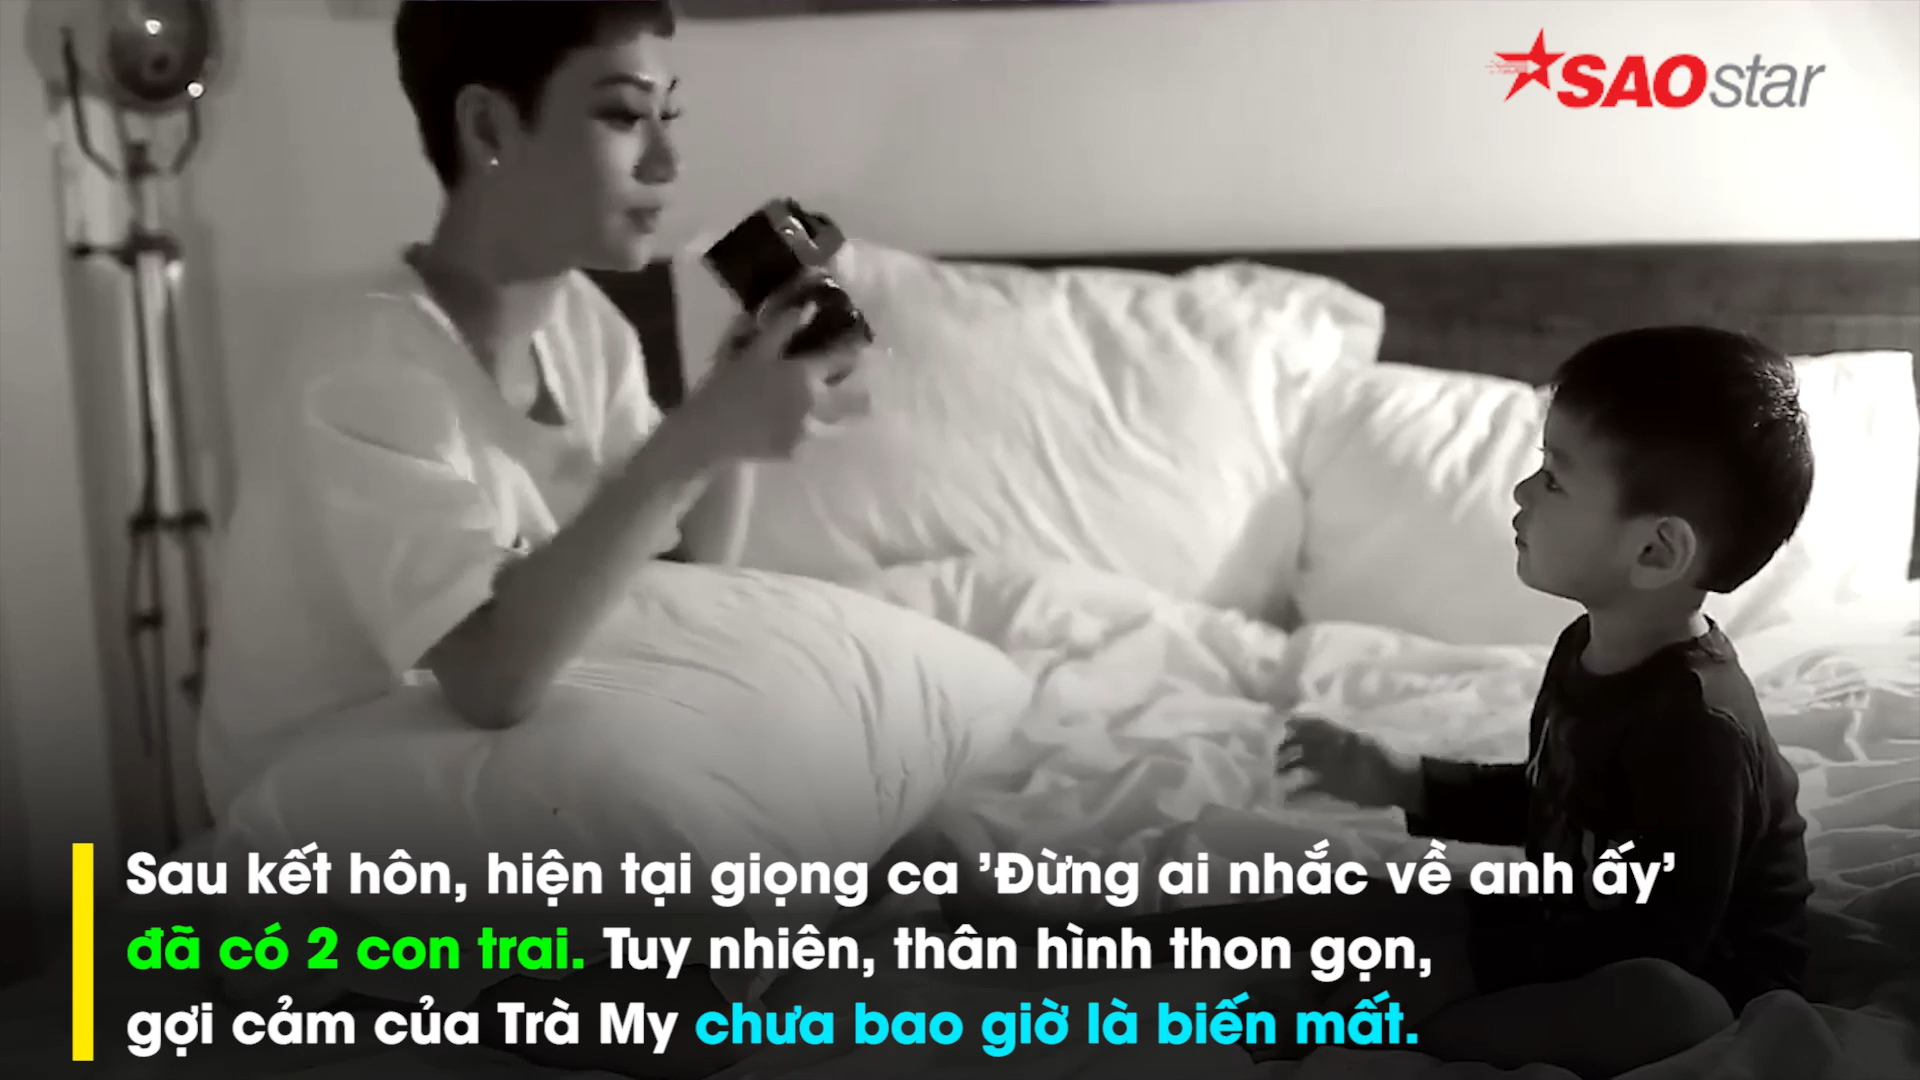 SAOstar
Sau kết hôn, hiện tại giọng ca ’Đừng ai nhắc về anh ấy’
đã có 2 con trai. Tuy nhiên, thân hình thon gọn,
gợi cảm của Trà My chưa bao giờ là biến mất.